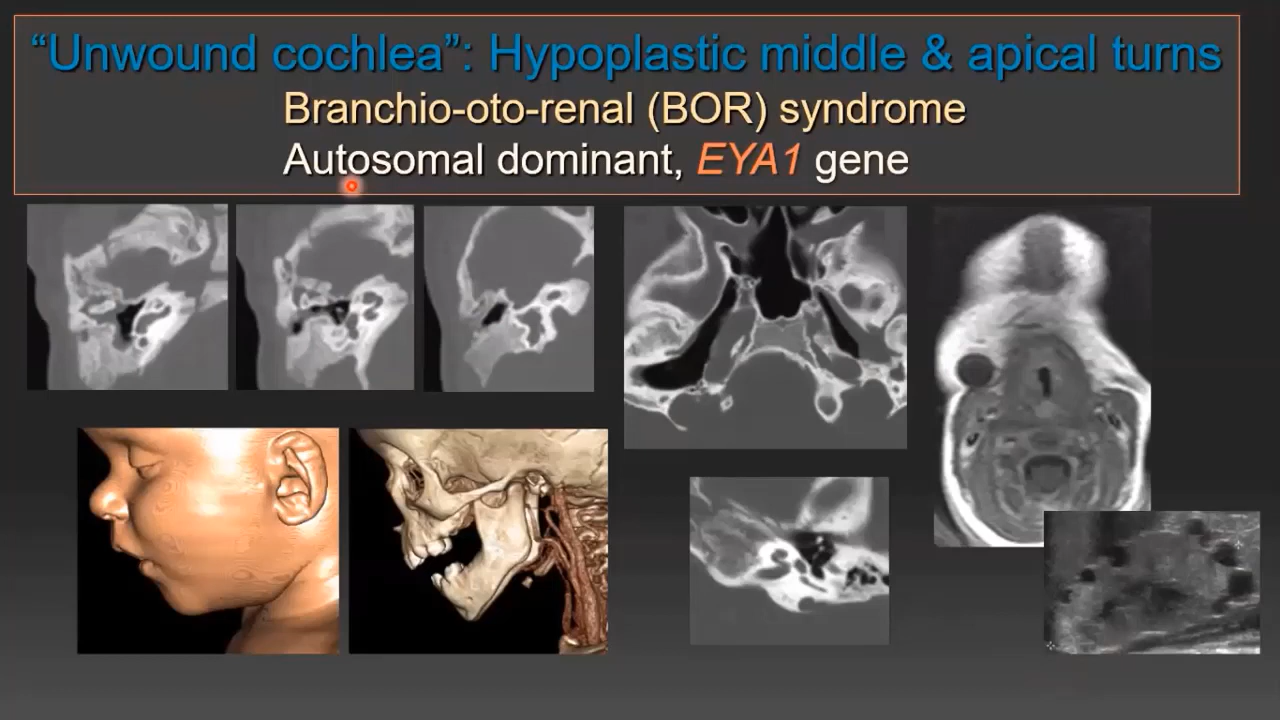 “Unwound cochlea”: Hypoplastic middle & apical turns
Branchio-oto-renal (BOR) syndrome
Autosomal dominant, EYA1 gene